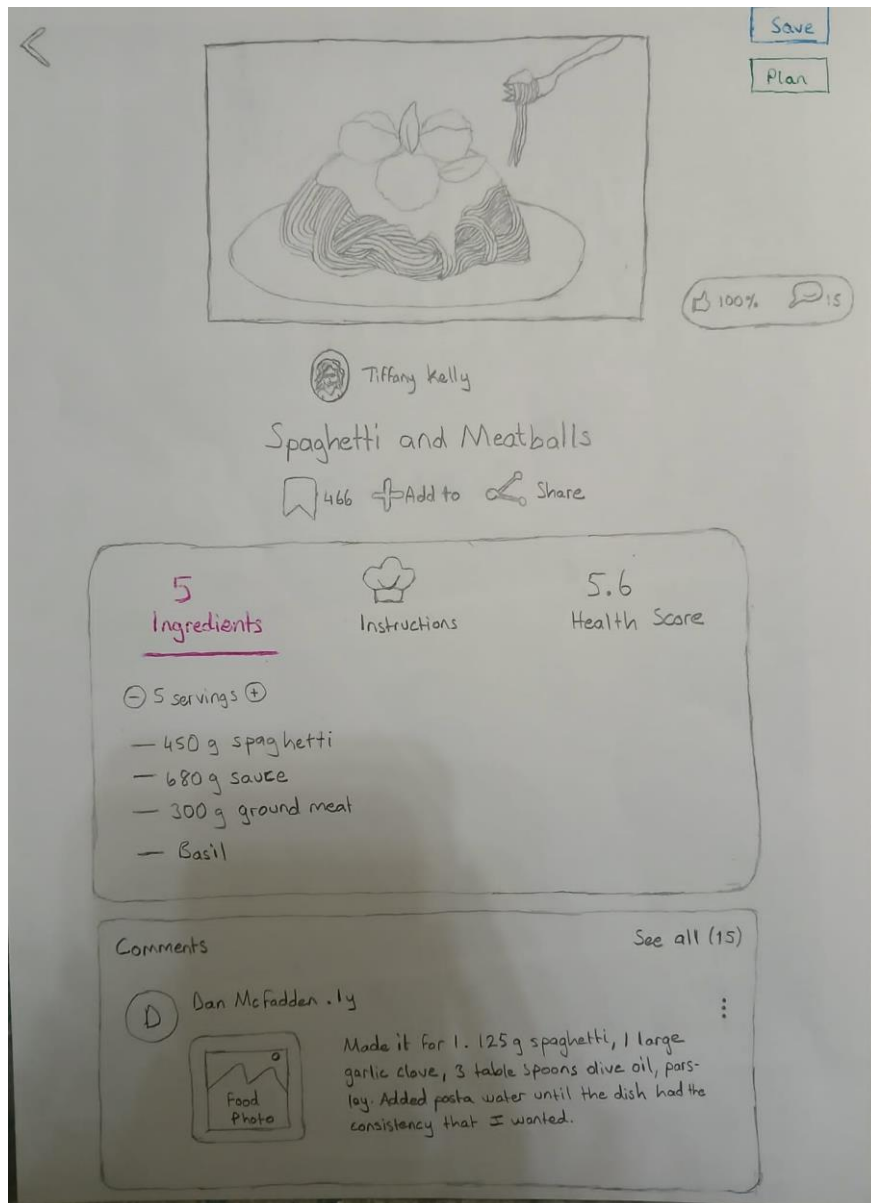 Save
Plan
100% 15
Tiffany Kelly
Spaghetti and Meatballs
466 Add to Share
5
Ingredients
Instructions
5.6
Health Score
5 servings
— 450 g spaghetti
— 680 g sauce
— 300 g ground meat
— Basil
Comments
See all (15)
D
Dan McFadden . 1y
Food
Photo
Made it for 1. 125 g spaghetti, 1 large
garlic clove, 3 table spoons olive oil, pars-
ley. Added pasta water until the dish had the
consistency that I wanted.